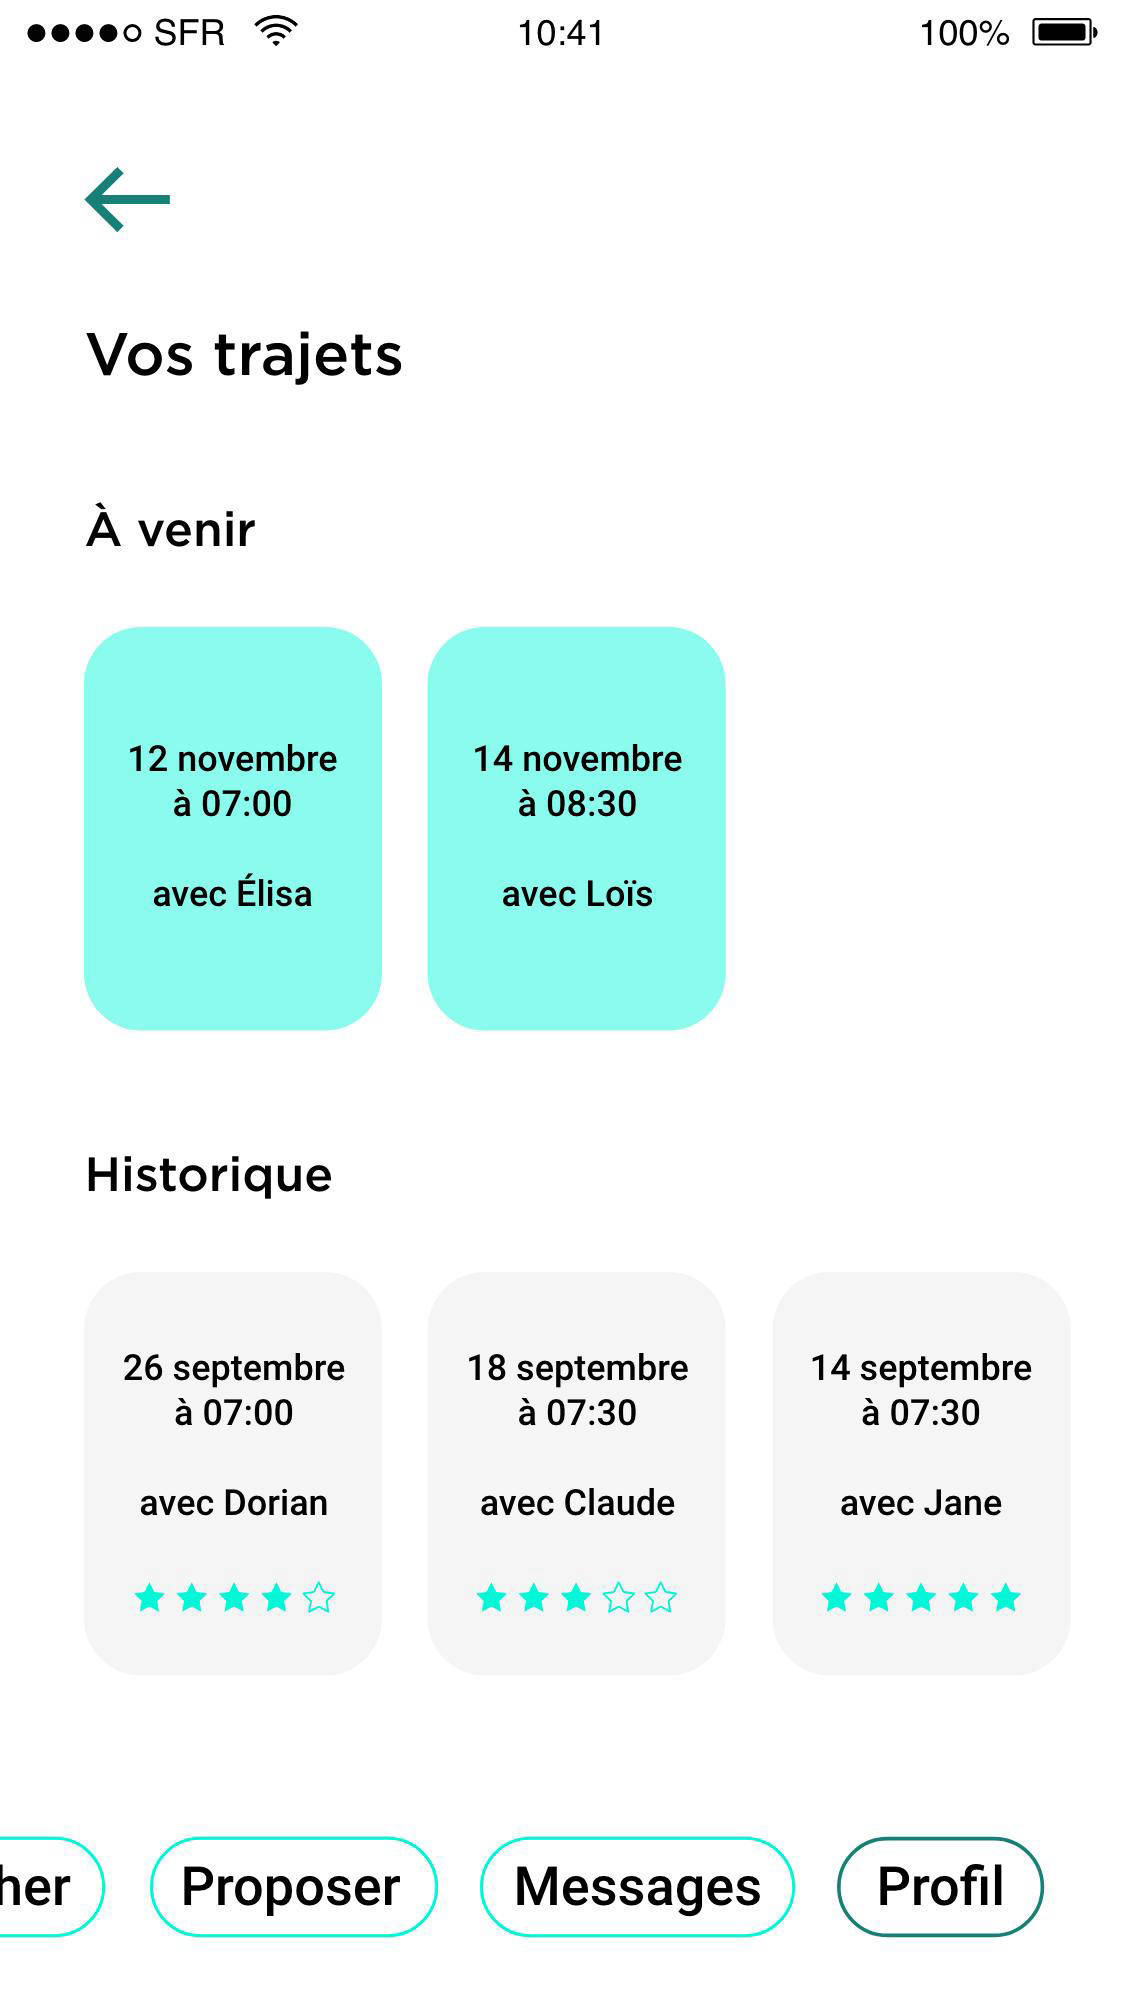 SFR 10:41 100%
Vos trajets
À venir
12 novembre
à 07:00
avec Élisa
14 novembre
à 08:30
avec Loïs
Historique
26 septembre
à 07:00
avec Dorian
18 septembre
à 07:30
avec Claude
14 septembre
à 07:30
avec Jane
her Proposer Messages Profil